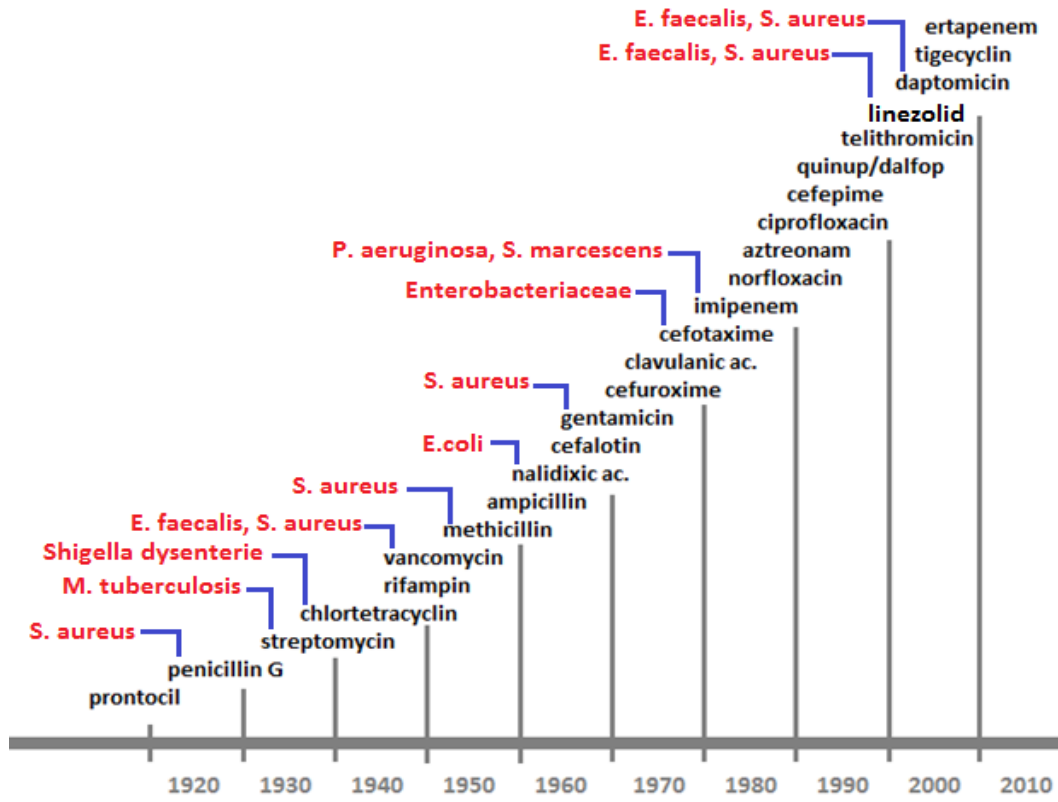 E. faecalis, S. aureus
ertapenem
E. faecalis, S. aureus
tigecyclin
daptomicin
linezolid
telithromicin
quinup/dalfop
cefepime
ciprofloxacin
P. aeruginosa, S. marcescens
aztreonam
norfloxacin
Enterobacteriaceae
imipenem
cefotaxime
clavulanic ac.
S. aureus
cefuroxime
gentamicin
E.coli
cefalotin
nalidixic ac.
S. aureus
ampicillin
E. faecalis, S. aureus
methicillin
Shigella dysenterie
vancomycin
M. tuberculosis
rifampin
chlortetracyclin
S. aureus
streptomycin
penicillin G
prontocil
1920 1930 1940 1950 1960 1970 1980 1990 2000 2010